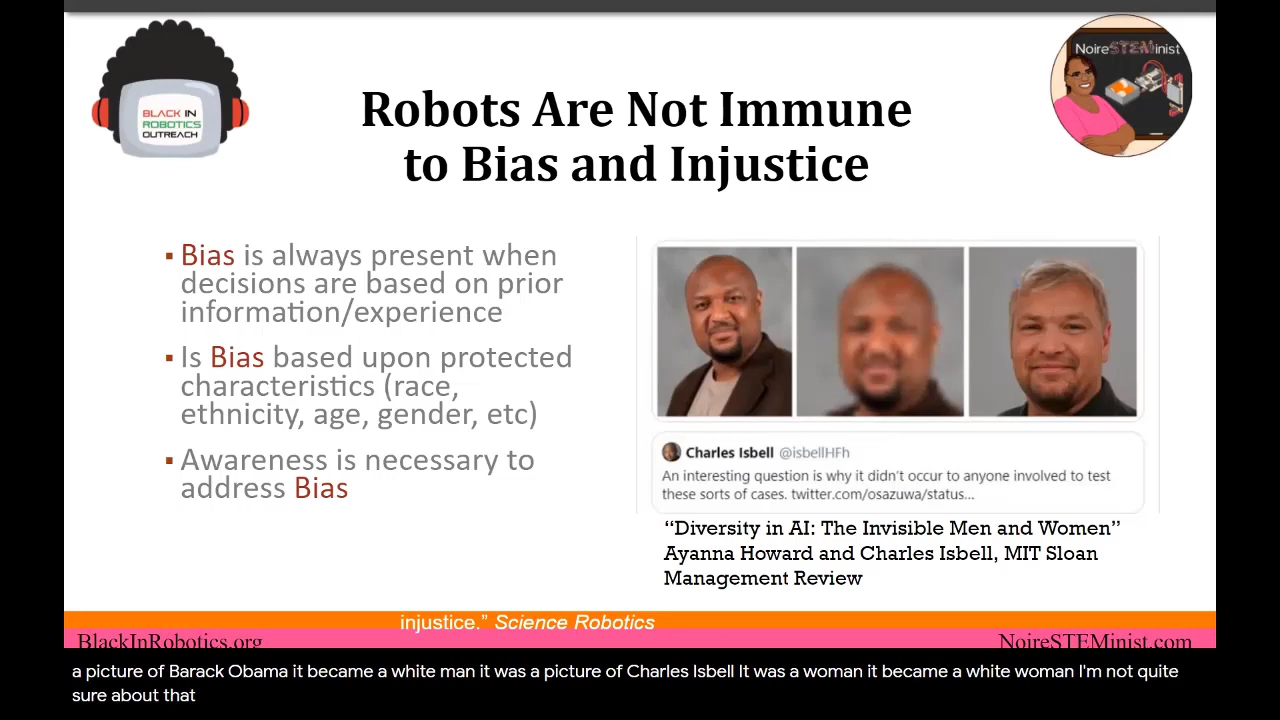 BLACK IN
ROBOTICS
OUTREACH
NoireSTEMinist
Robots Are Not Immune
to Bias and Injustice
▪ Bias is always present when
decisions are based on prior
information/experience
▪ Is Bias based upon protected
characteristics (race,
ethnicity, age, gender, etc)
▪ Awareness is necessary to
address Bias
Charles Isbell @isbellHFh
An interesting question is why it didn't occur to anyone involved to test
these sorts of cases. twitter.com/osazuwa/status...
“Diversity in AI: The Invisible Men and Women”
Ayanna Howard and Charles Isbell, MIT Sloan
Management Review
injustice.” Science Robotics
BlackInRobotics.org
NoireSTEMinist.com
a picture of Barack Obama it became a white man it was a picture of Charles Isbell It was a woman it became a white woman I'm not quite
sure about that